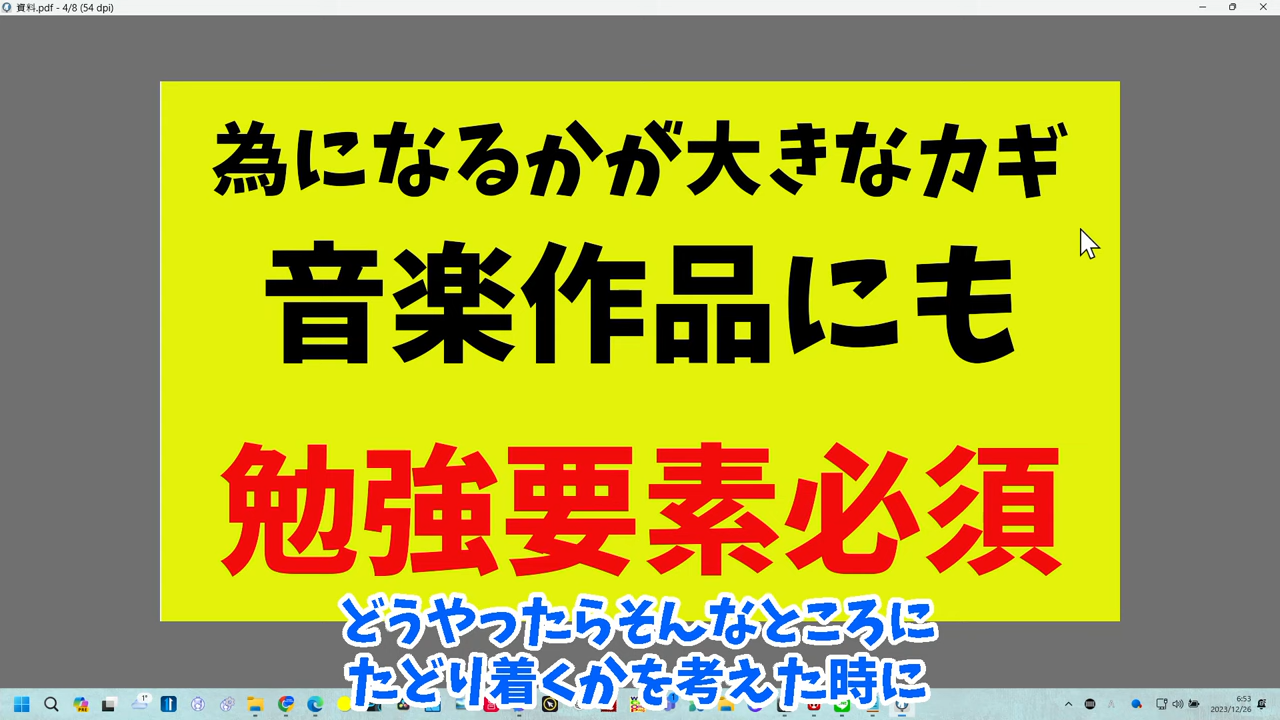 資料.pdf - 4/8 (54 dpi)
為になるかが大きなカギ
音楽作品にも
勉強要素必須
どうやったらそんなところに
たどり着くかを考えた時に
1°
6:53
2023/12/26